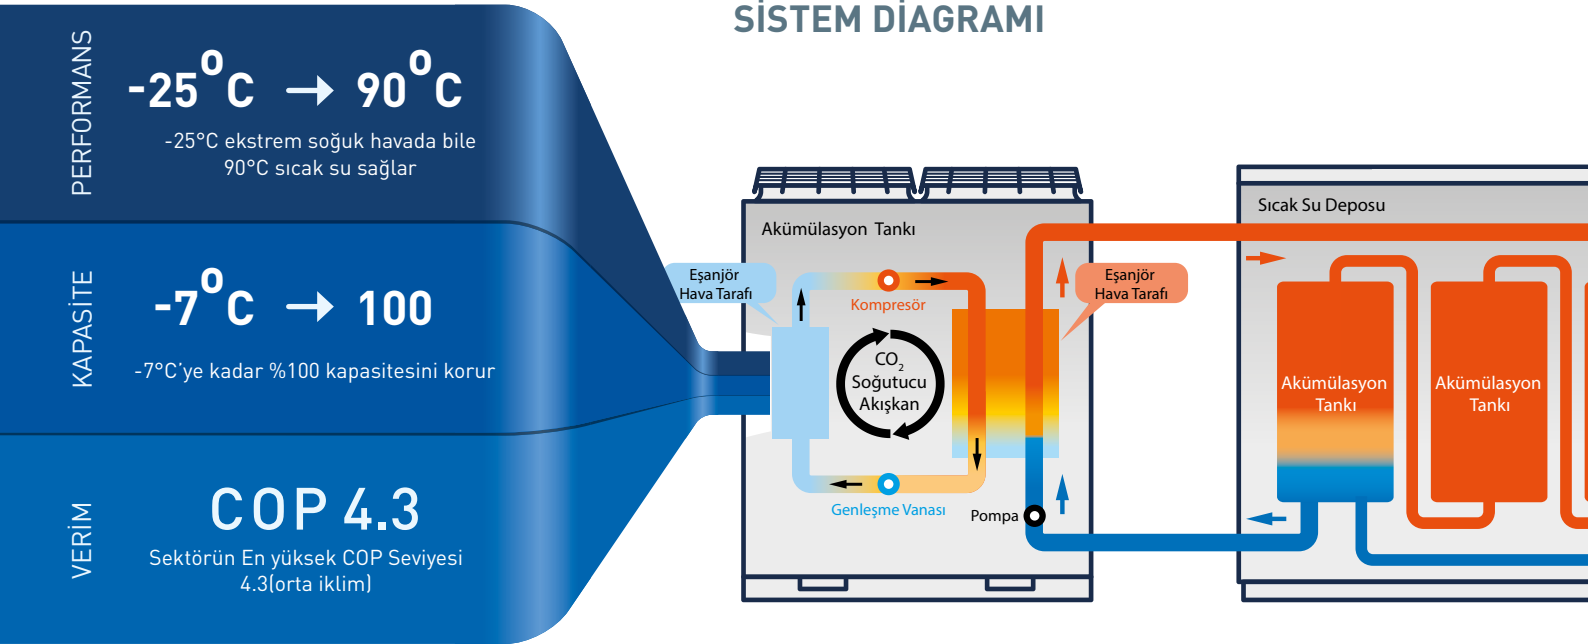 SİSTEM DİAGRAMI
PERFORMANS
-25°C → 90°C
-25°C ekstrem soğuk havada bile
90°C sıcak su sağlar
KAPASİTE
-7°C → 100
-7°C'ye kadar %100 kapasitesini korur
VERİM
COP 4.3
Sektörün En yüksek COP Seviyesi
4.3(orta iklim)
Akümülasyon Tankı
Eşanjör
Hava Tarafı
Kompresör
Eşanjör
Hava Tarafı
CO₂
Soğutucu
Akışkan
Genleşme Vanası
Pompa
Sıcak Su Deposu
Akümülasyon
Tankı
Akümülasyon
Tankı